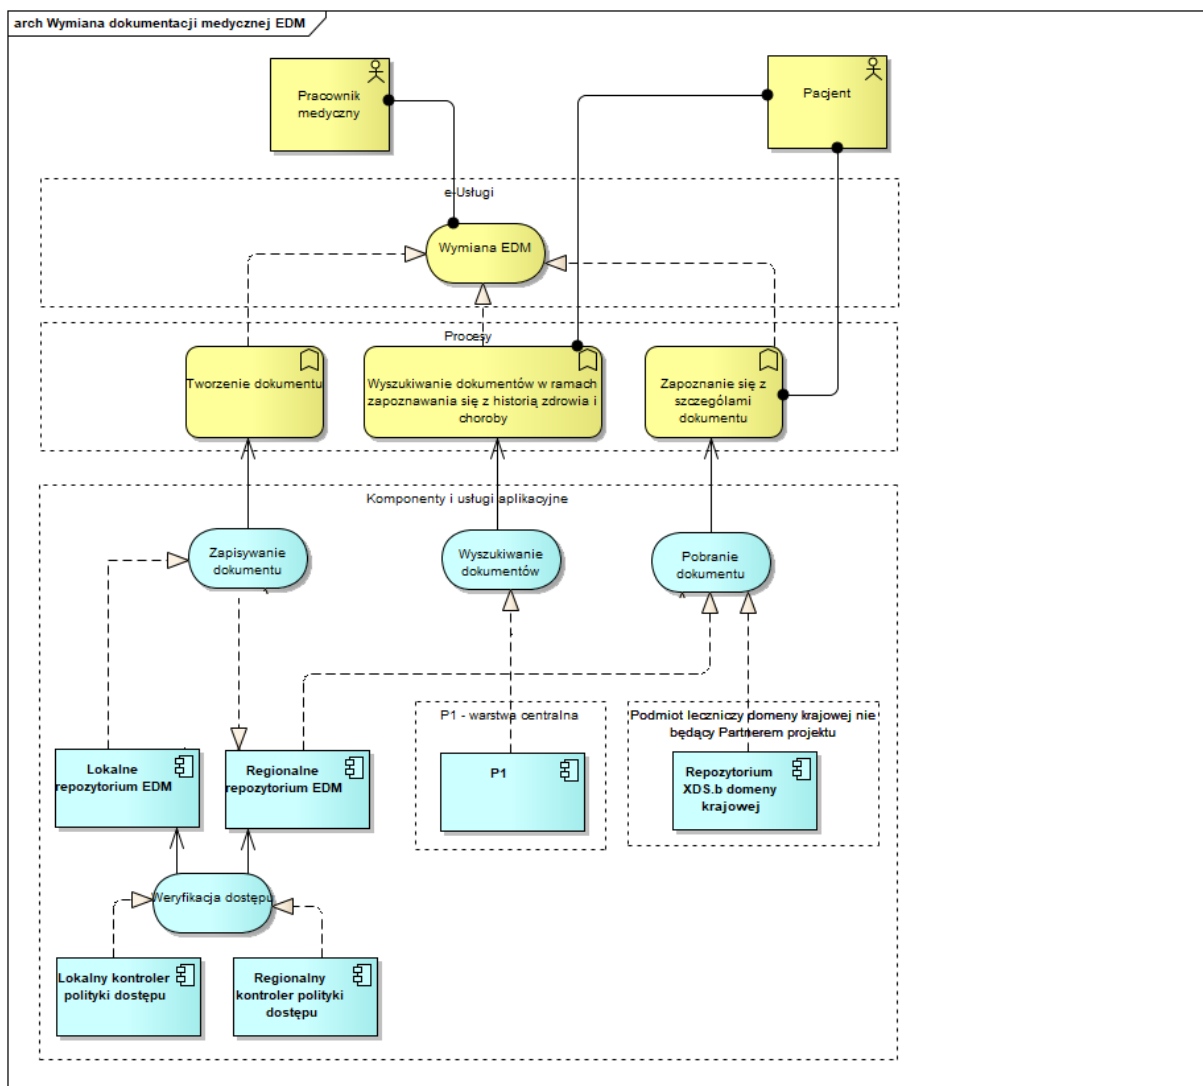 arch Wymiana dokumentacji medycznej EDM
Pracownik
medyczny
Pacjent
e-Usługi
Wymiana EDM
Procesy
Tworzenie dokumentu
Wyszukiwanie dokumentów w ramach
zapoznawania się z historią zdrowia i
choroby
Zapoznanie się z
szczególami
dokumentu
Komponenty i usługi aplikacyjne
Zapisywanie
dokumentu
Wyszukiwanie
dokumentów
Pobranie
dokumentu
P1 - warstwa centralna
Podmiot leczniczy domeny krajowej nie
będący Partnerem projektu
Lokalne
repozytorium EDM
Regionalne
repozytorium EDM
P1
Repozytorium
XDS.b domeny
krajowej
Weryfikacja dostępu
Lokalny kontroler
polityki dostępu
Regionalny
kontroler polityki
dostępu